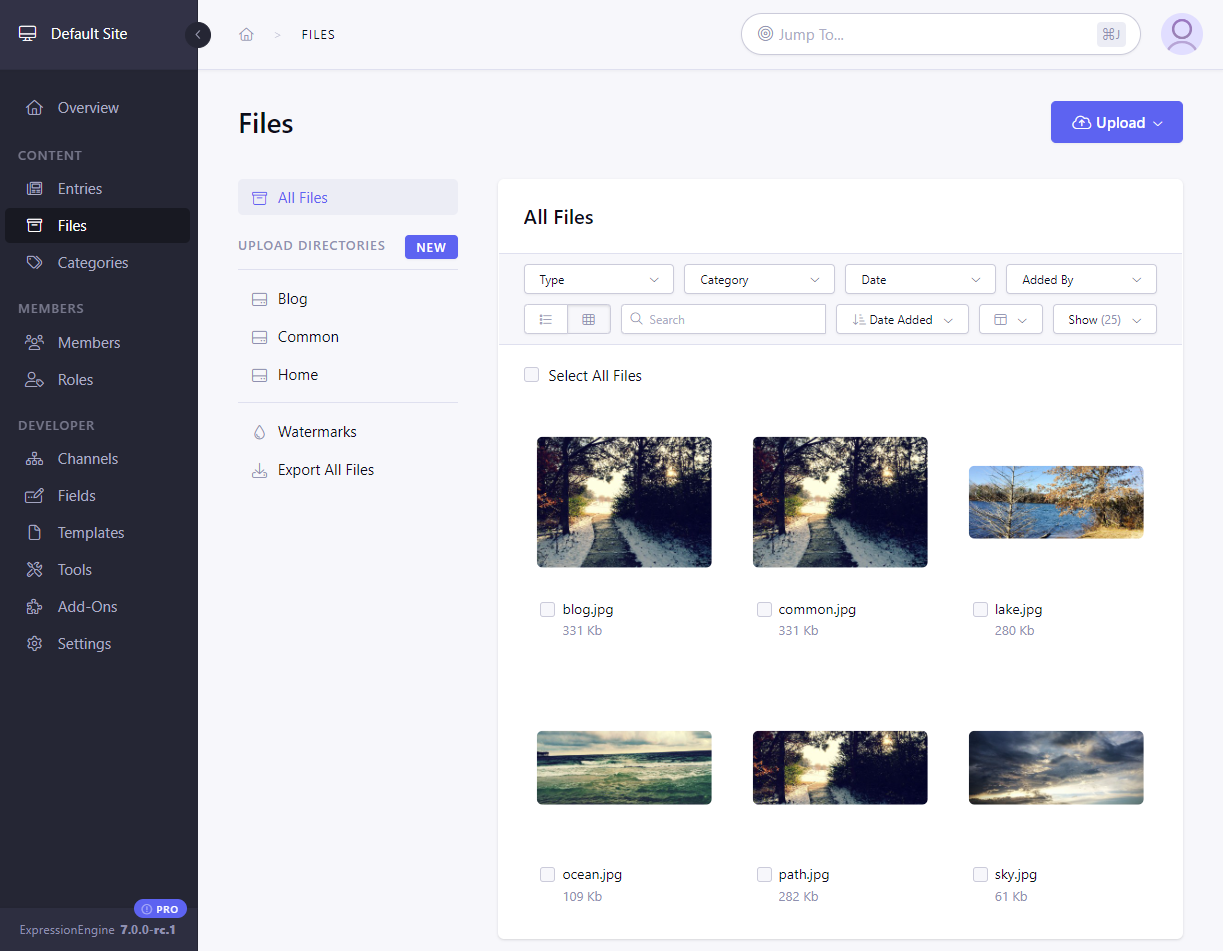 Default Site
FILES
Jump To...
⌘J
Overview
CONTENT
Entries
Files
Categories
MEMBERS
Members
Roles
DEVELOPER
Channels
Fields
Templates
Tools
Add-Ons
Settings
PRO
ExpressionEngine 7.0.0-rc.1
Files
Upload
All Files
UPLOAD DIRECTORIES
NEW
Blog
Common
Home
Watermarks
Export All Files
All Files
Type
Category
Date
Added By
Search
Date Added
Show (25)
Select All Files
blog.jpg
331 Kb
common.jpg
331 Kb
lake.jpg
280 Kb
ocean.jpg
109 Kb
path.jpg
282 Kb
sky.jpg
61 Kb